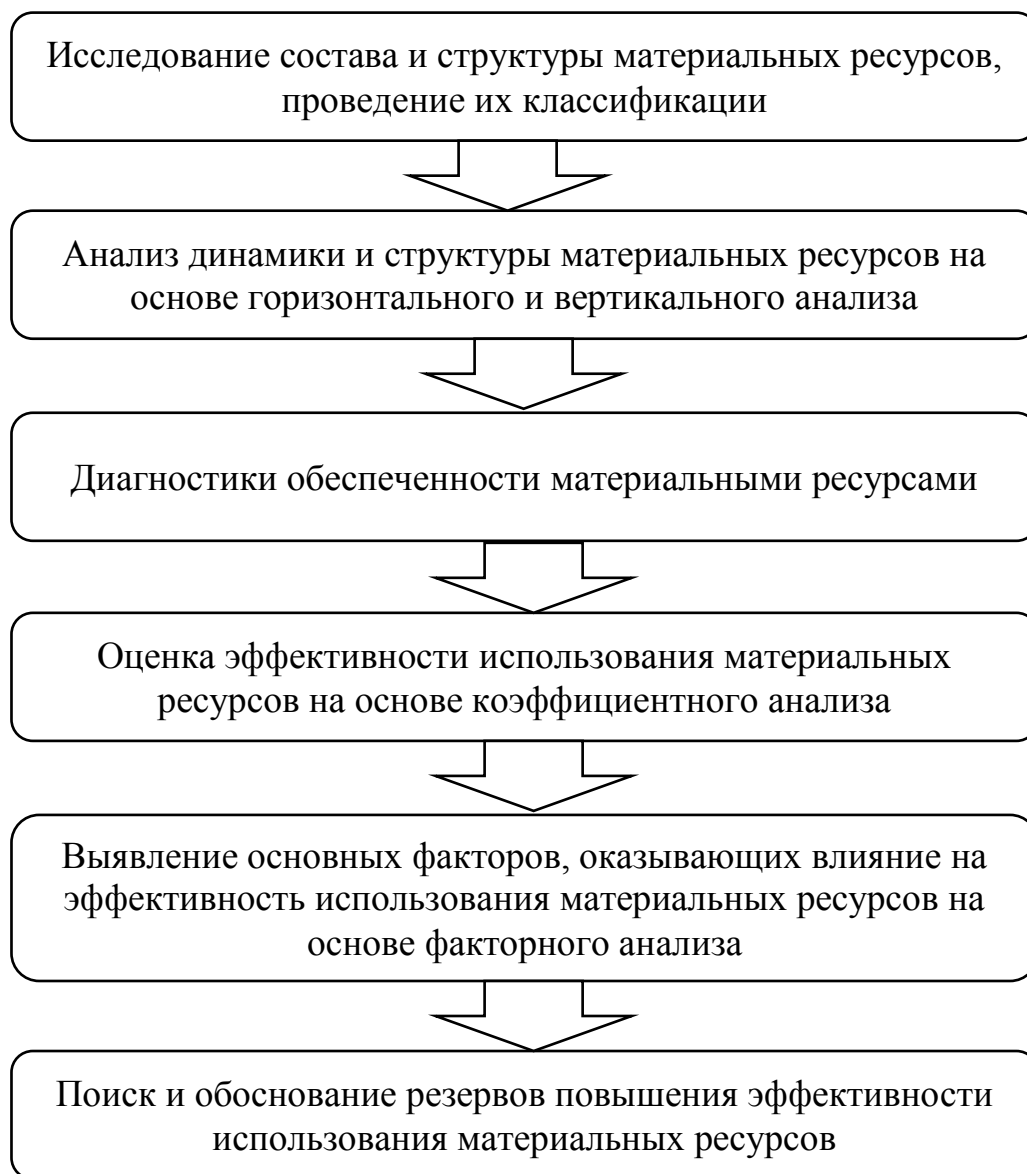 Исследование состава и структуры материальных ресурсов,
проведение их классификации
Анализ динамики и структуры материальных ресурсов на
основе горизонтального и вертикального анализа
Диагностики обеспеченности материальными ресурсами
Оценка эффективности использования материальных
ресурсов на основе коэффициентного анализа
Выявление основных факторов, оказывающих влияние на
эффективность использования материальных ресурсов на
основе факторного анализа
Поиск и обоснование резервов повышения эффективности
использования материальных ресурсов